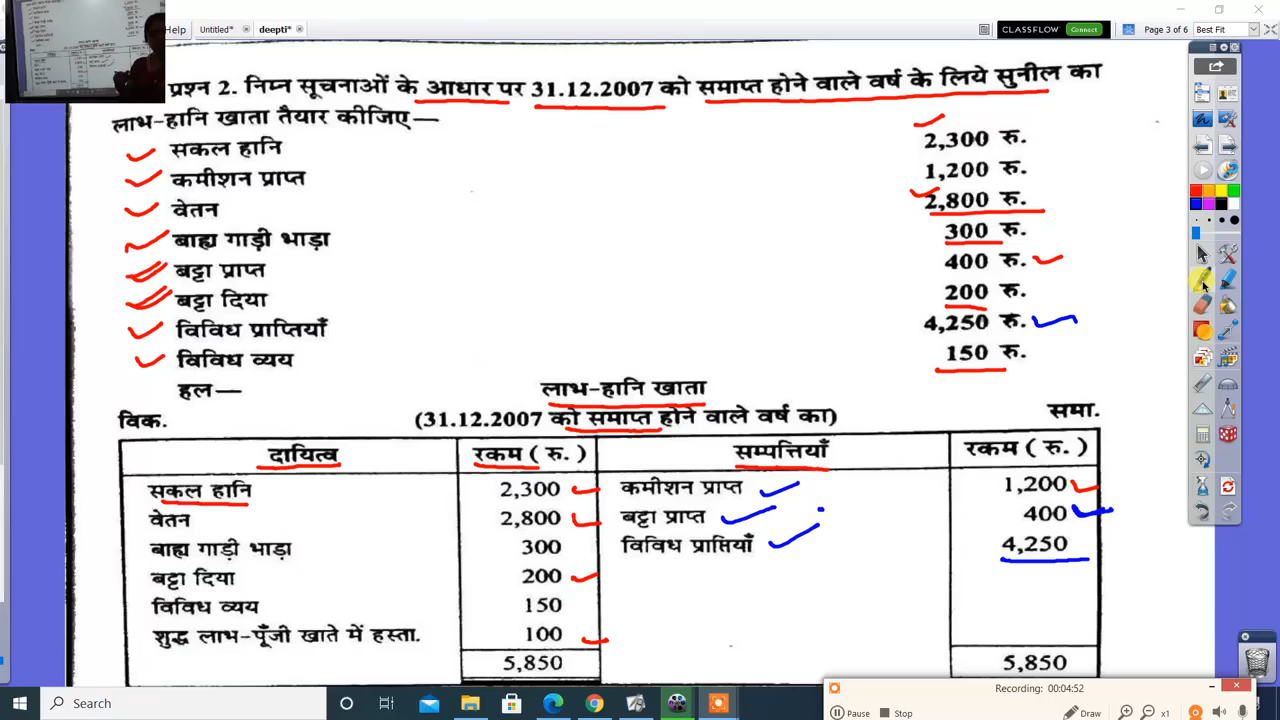 Help Untitled* deepti* CLASSFLOW Connect Page 3 of 6 Best Fit
प्रश्न 2. निम्न सूचनाओं के आधार पर 31.12.2007 को समाप्त होने वाले वर्ष के लिये सुनील का
लाभ-हानि खाता तैयार कीजिए—
सकल हानि 2,300 रु.
कमीशन प्राप्त 1,200 रु.
वेतन 2,800 रु.
बाह्य गाड़ी भाड़ा 300 रु.
बट्टा प्राप्त 400 रु.
बट्टा दिया 200 रु.
विविध प्राप्तियाँ 4,250 रु.
विविध व्यय 150 रु.
हल— लाभ-हानि खाता
विक. (31.12.2007 को समाप्त होने वाले वर्ष का) समा.
दायित्व रकम ( रु. ) सम्पत्तियाँ रकम ( रु. )
सकल हानि 2,300 कमीशन प्राप्त 1,200
वेतन 2,800 बट्टा प्राप्त 400
बाह्य गाड़ी भाड़ा 300 विविध प्राप्तियाँ 4,250
बट्टा दिया 200
विविध व्यय 150
शुद्ध लाभ-पूँजी खाते में हस्ता. 100
5,850 5,850
Recording: 00:04:52
Search Pause Stop Draw x1